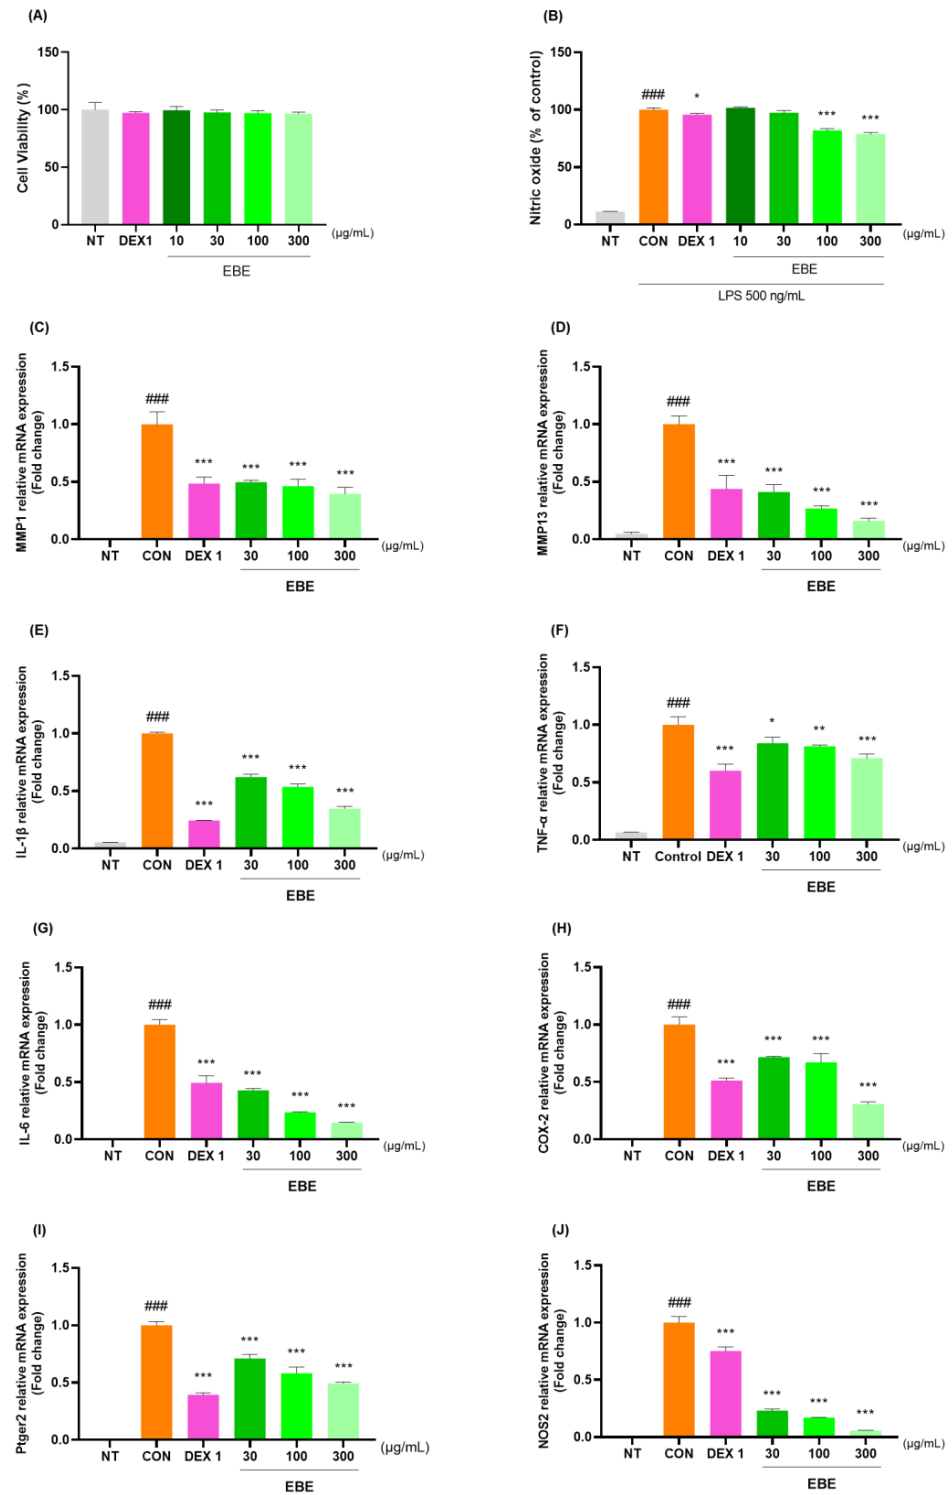 (A)
Cell Viability (%)
150
100
50
0
NT DEX1 10 30 100 300 (µg/mL)
EBE
(B)
Nitric oxide (% of control)
150
100
50
0
### * *** ***
NT CON DEX 1 10 30 100 300 (µg/mL)
EBE
LPS 500 ng/mL
(C)
MMP1 relative mRNA expression
(Fold change)
1.5
1.0
0.5
0.0
### *** *** *** ***
NT CON DEX 1 30 100 300 (µg/mL)
EBE
(D)
MMP13 relative mRNA expression
(Fold change)
1.5
1.0
0.5
0.0
### *** *** *** ***
NT CON DEX 1 30 100 300 (µg/mL)
EBE
(E)
IL-1β relative mRNA expression
(Fold change)
1.5
1.0
0.5
0.0
### *** *** *** ***
NT CON DEX 1 30 100 300 (µg/mL)
EBE
(F)
TNF-α relative mRNA expression
(Fold change)
1.5
1.0
0.5
0.0
### *** * ** ***
NT Control DEX 1 30 100 300 (µg/mL)
EBE
(G)
IL-6 relative mRNA expression
(Fold change)
1.5
1.0
0.5
0.0
### *** *** *** ***
NT CON DEX 1 30 100 300 (µg/mL)
EBE
(H)
COX-2 relative mRNA expression
(Fold change)
1.5
1.0
0.5
0.0
### *** *** *** ***
NT CON DEX 1 30 100 300 (µg/mL)
EBE
(I)
Ptger2 relative mRNA expression
(Fold change)
1.5
1.0
0.5
0.0
### *** *** *** ***
NT CON DEX 1 30 100 300 (µg/mL)
EBE
(J)
NOS2 relative mRNA expression
(Fold change)
1.5
1.0
0.5
0.0
### *** *** *** ***
NT CON DEX 1 30 100 300 (µg/mL)
EBE